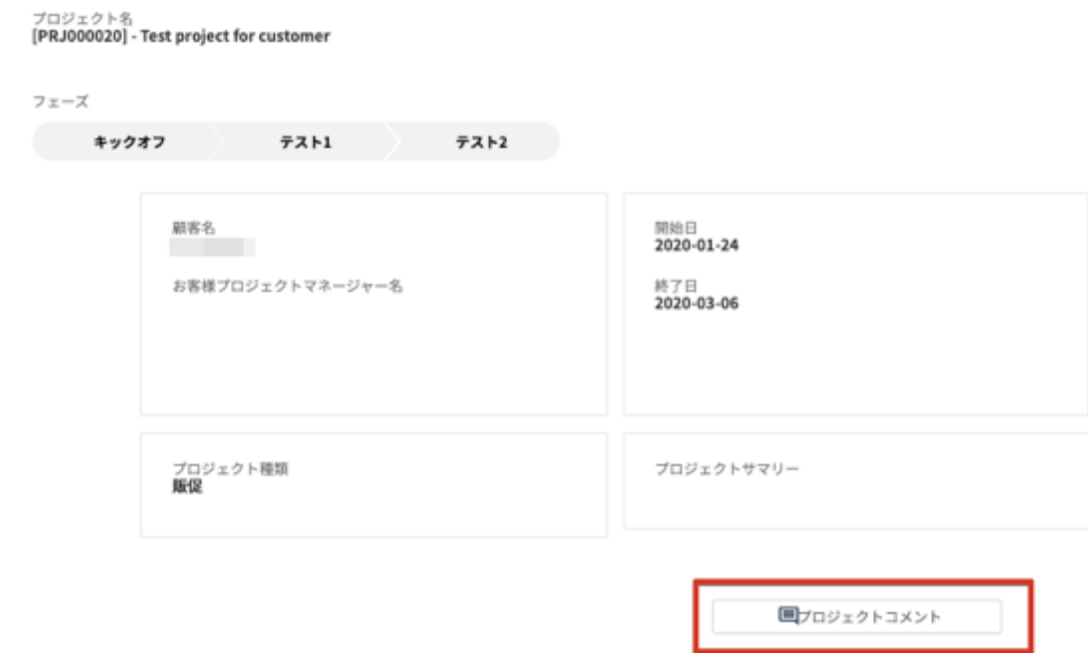 プロジェクト名
[PRJ000020] - Test project for customer
フェーズ
キックオフ
テスト1
テスト2
顧客名
お客様プロジェクトマネージャー名
開始日
2020-01-24
終了日
2020-03-06
プロジェクト種類
販促
プロジェクトサマリー
プロジェクトコメント